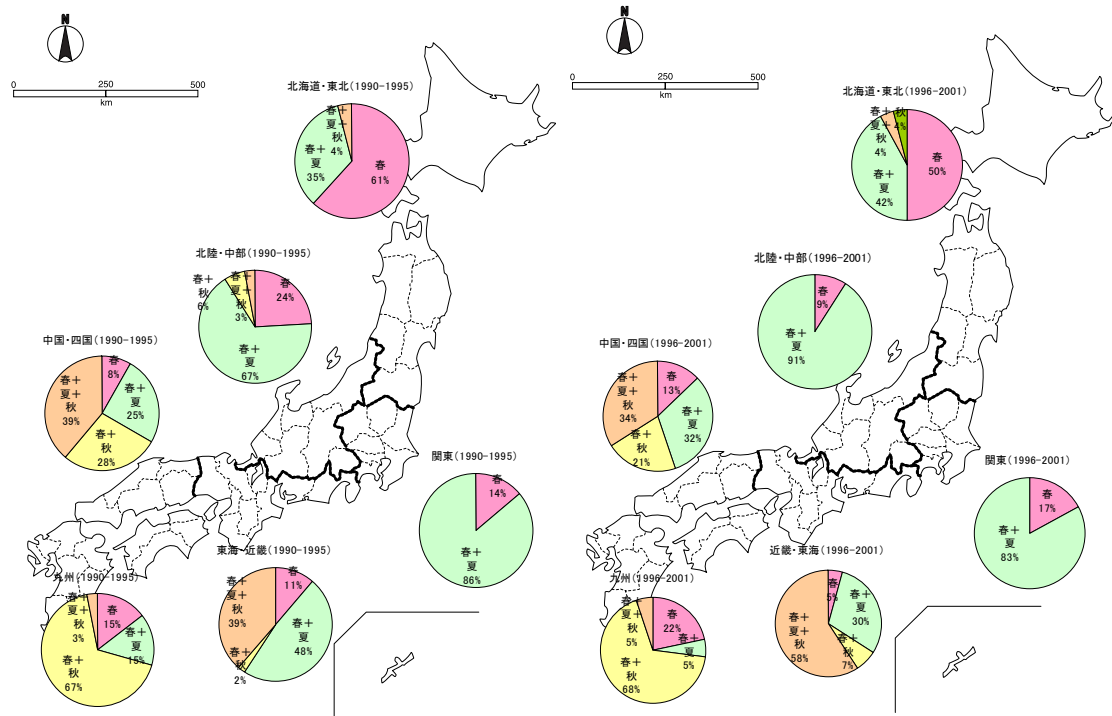 N
0
250
500
km
北海道・東北(1990-1995)
春+
夏+
秋
4%
春+
夏
35%
春
61%
北陸・中部(1990-1995)
春+
秋
6%
春+
夏+
秋
3%
春
24%
春+
夏
67%
中国・四国(1990-1995)
春
8%
春+
夏+
秋
39%
春+
夏
25%
春+
秋
28%
関東(1990-1995)
春
14%
春+
夏
86%
東海・近畿(1990-1995)
春
11%
春+
夏+
秋
39%
春+
夏
48%
春+
秋
2%
九州(1990-1995)
春+
夏+
秋
3%
春
15%
春+
夏
15%
春+
秋
67%
N
0
250
500
km
北海道・東北(1996-2001)
春+
夏+
秋
4%
秋
4%
春
50%
春+
夏
42%
北陸・中部(1996-2001)
春
9%
春+
夏
91%
中国・四国(1996-2001)
春+
夏+
秋
34%
春
13%
春+
夏
32%
春+
秋
21%
関東(1996-2001)
春
17%
春+
夏
83%
近畿・東海(1996-2001)
春
5%
春+
夏
30%
春+
夏+秋
58%
春+
秋
7%
九州(1996-2001)
春+
夏+秋
5%
春
22%
春+
夏
5%
春+
秋
68%